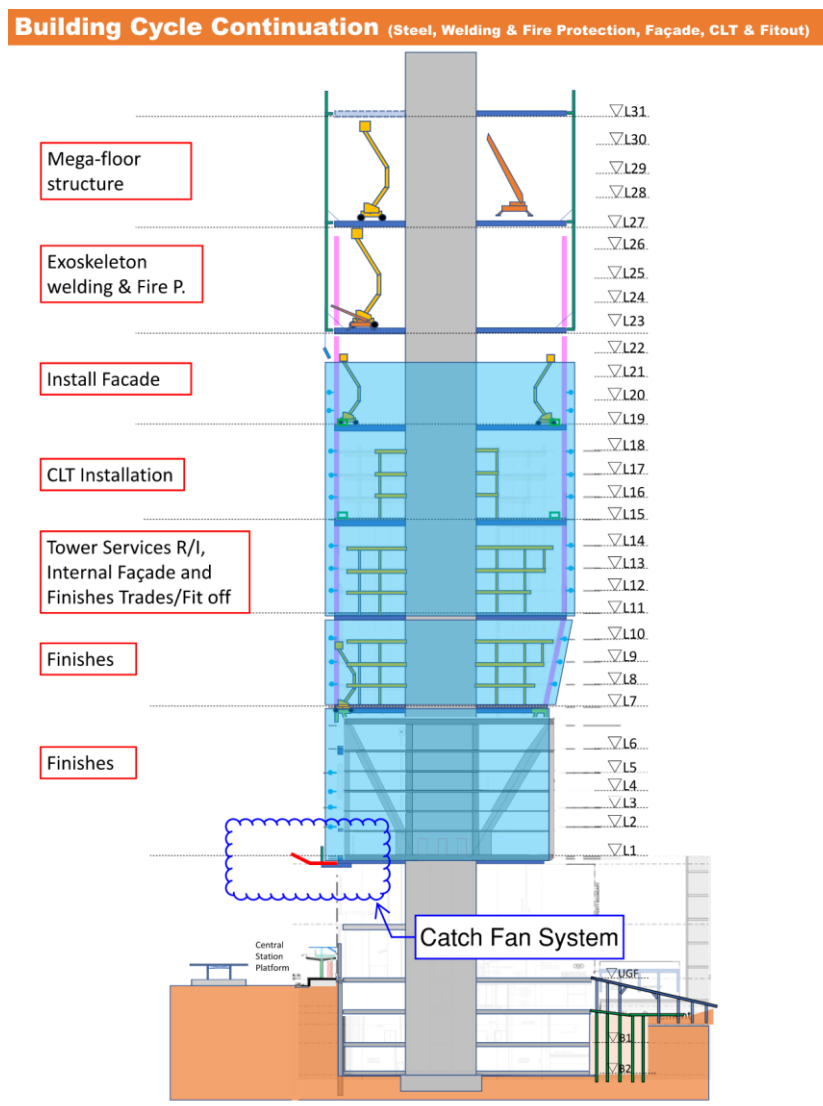 Building Cycle Continuation (Steel, Welding & Fire Protection, Façade, CLT & Fitout)
L31
L30
Mega-floor
structure
L29
L28
L27
L26
Exoskeleton
welding & Fire P.
L25
L24
L23
L22
Install Facade
L21
L20
L19
L18
CLT Installation
L17
L16
L15
Tower Services R/I,
Internal Façade and
Finishes Trades/Fit off
L14
L13
L12
L11
L10
Finishes
L9
L8
L7
L6
Finishes
L5
L4
L3
L2
L1
Catch Fan System
Central
Station
Platform
UGF
B1
B2